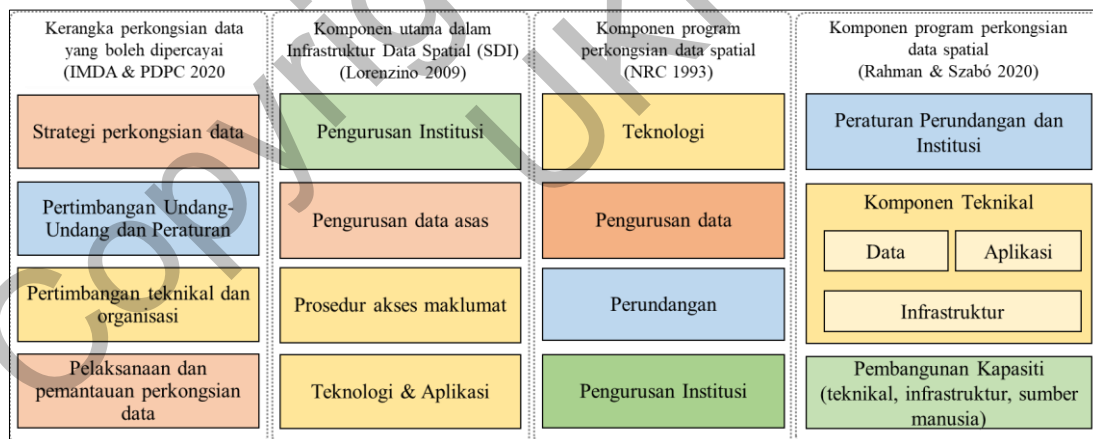 Kerangka perkongsian data
yang boleh dipercayai
(IMDA & PDPC 2020
Strategi perkongsian data
Pertimbangan Undang-
Undang dan Peraturan
Pertimbangan teknikal dan
organisasi
Pelaksanaan dan
pemantauan perkongsian
data
Komponen utama dalam
Infrastruktur Data Spatial (SDI)
(Lorenzino 2009)
Pengurusan Institusi
Pengurusan data asas
Prosedur akses maklumat
Teknologi & Aplikasi
Komponen program
perkongsian data spatial
(NRC 1993)
Teknologi
Pengurusan data
Perundangan
Pengurusan Institusi
Komponen program perkongsian
data spatial
(Rahman & Szabó 2020)
Peraturan Perundangan dan
Institusi
Komponen Teknikal
Data
Aplikasi
Infrastruktur
Pembangunan Kapasiti
(teknikal, infrastruktur, sumber
manusia)